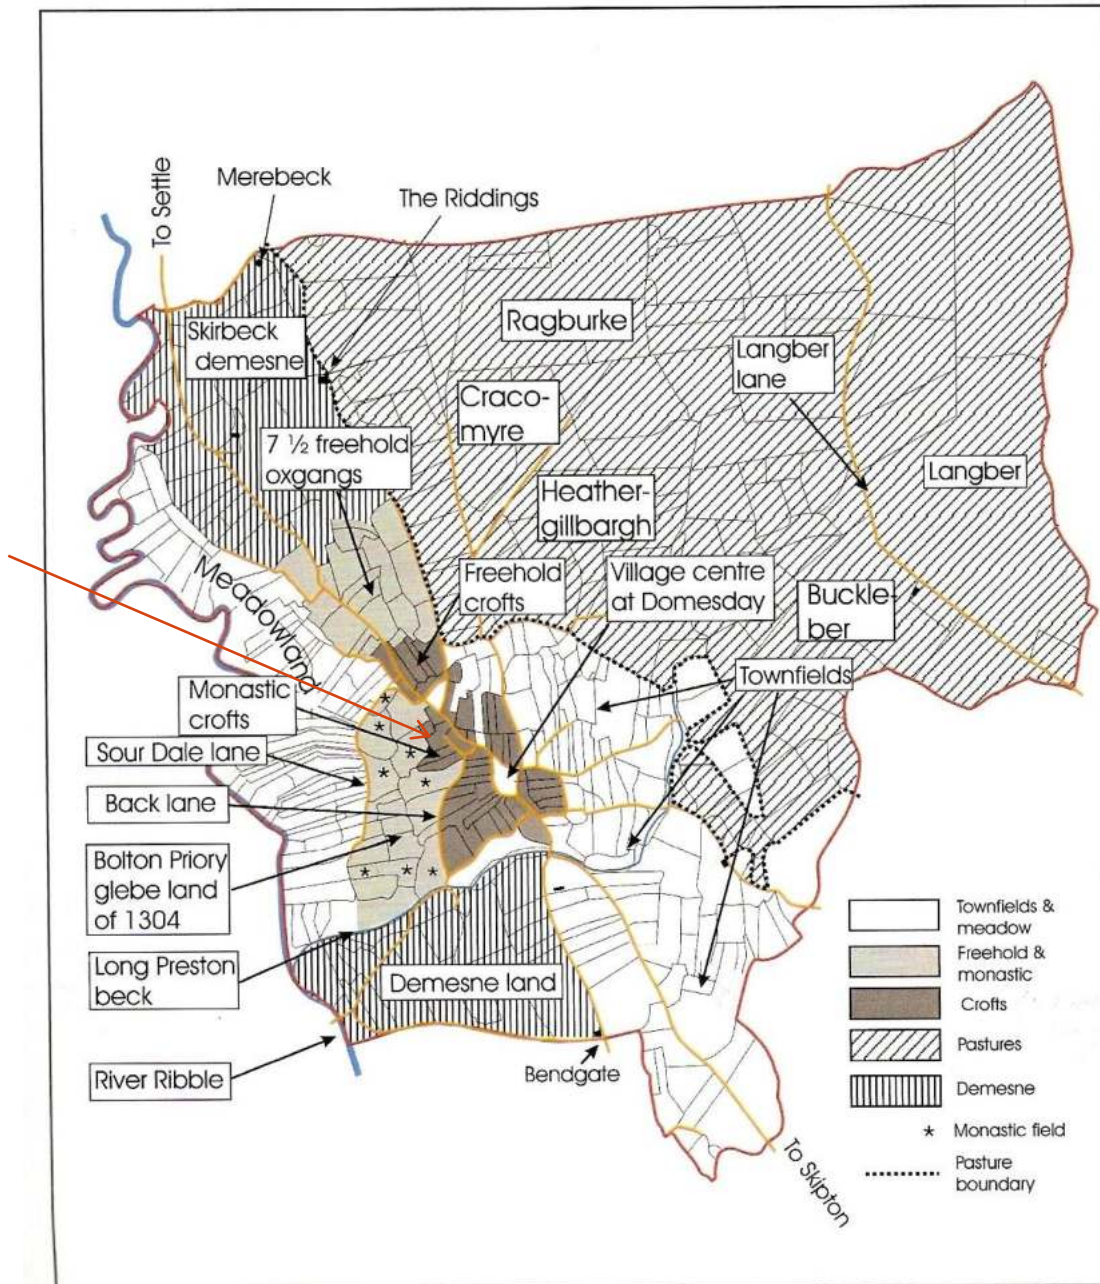 To Settle
Merebeck
The Riddings
Skirbeck
demesne
Ragburke
Langber
lane
Craco-
myre
7 ½ freehold
oxgangs
Langber
Heather-
gillbargh
Meadowland
Freehold
crofts
Village centre
at Domesday
Buckle-
ber
Townfields
Monastic
crofts
Sour Dale lane
Back lane
Bolton Priory
glebe land
of 1304
Long Preston
beck
Demesne land
River Ribble
Bendgate
To Skipton
Townfields &
meadow
Freehold &
monastic
Crofts
Pastures
Demesne
* Monastic field
Pasture
boundary